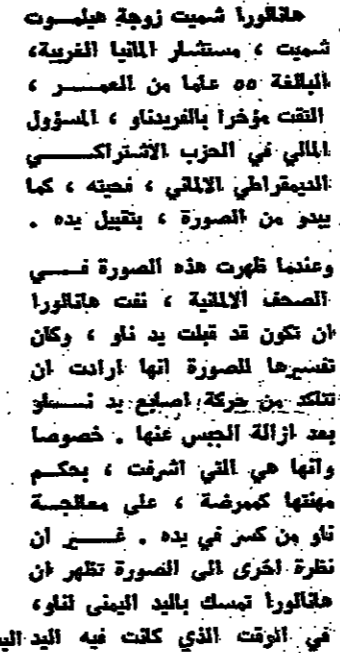 هانالورا شميت زوجة هيلموت
شميت ، مستشار المانيا الغربية،
البالغة ٥٥ عاما من العمر ،
التقت مؤخرا بالفريدناو ، المسؤول
المالي في الحزب الاشتراكي
الديمقراطي الالماني ، فحيته ، كما
يبدو من الصورة ، بتقبيل يده .
وعندما ظهرت هذه الصورة في
الصحف الالمانية ، نفت هانالورا
ان تكون قد قبلت يد ناو ، وكان
تفسيرها للصورة انها ارادت ان
تتاكد من حركة اصابع يد ناو
بعد ازالة الجبس عنها . خصوصا
وانها هي التي اشرفت ، بحكم
مهنتها كممرضة ، على معالجة
ناو من كسر في يده . غير ان
نظرة اخرى الى الصورة تظهر ان
هانالورا تمسك باليد اليمنى لناو،
في الوقت الذي كانت فيه اليد